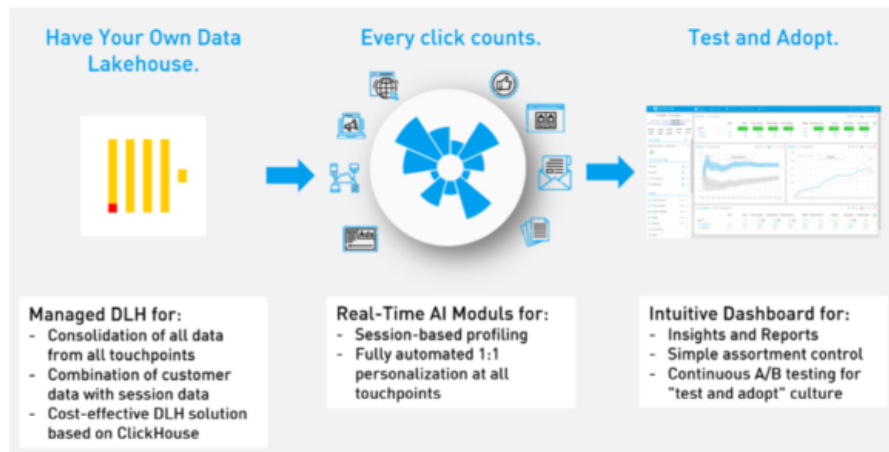 Have Your Own Data
Lakehouse.
Every click counts.
Test and Adopt.
Ads
Managed DLH for:
- Consolidation of all data
from all touchpoints
- Combination of customer
data with session data
- Cost-effective DLH solution
based on ClickHouse
Real-Time AI Moduls for:
- Session-based profiling
- Fully automated 1:1
personalization at all
touchpoints
Intuitive Dashboard for:
- Insights and Reports
- Simple assortment control
- Continuous A/B testing for
"test and adopt" culture